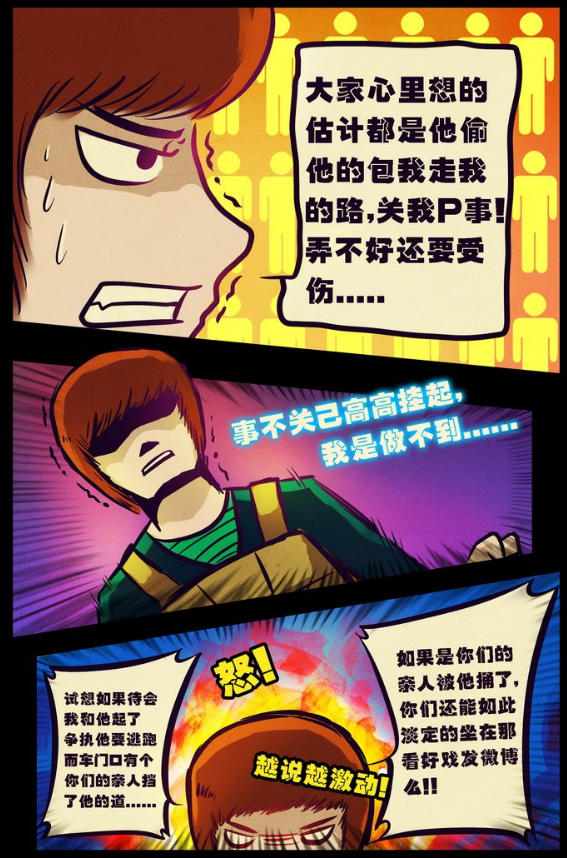 大家心里想的
估计都是他偷
他的包我走我
的路,关我P事!
弄不好还要受
伤.....
事不关己高高挂起,
我是做不到......
怒!
试想如果待会
我和他起了
争执他要逃跑
而车门口有个
你们的亲人挡
了他的道......
越说越激动!
如果是你们的
亲人被他捅了,
你们还能如此
淡定的坐在那
看好戏发微博
么!!